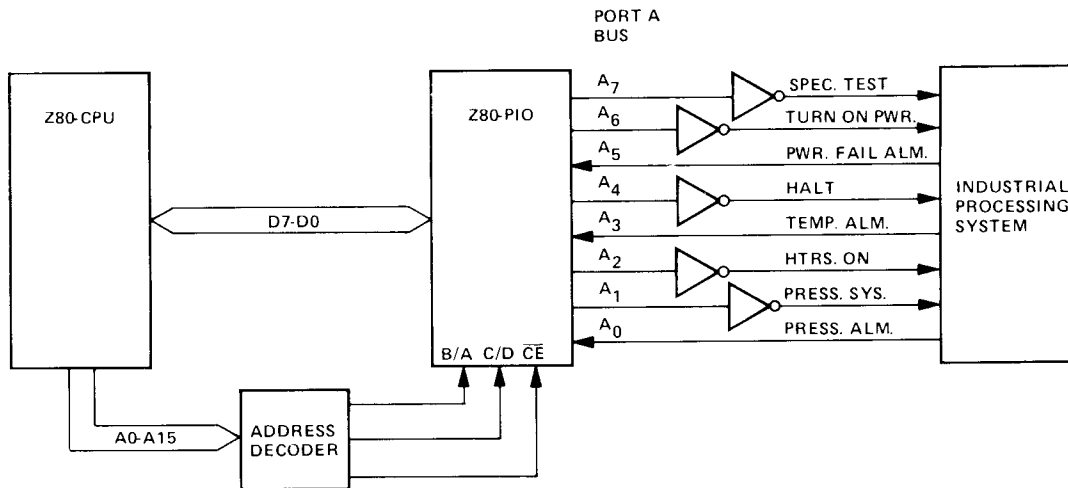 PORT A
BUS
Z80-CPU
Z80-PIO
A7
SPEC. TEST
A6
TURN ON PWR.
A5
PWR. FAIL ALM.
A4
HALT
INDUSTRIAL
PROCESSING
SYSTEM
D7-D0
A3
TEMP. ALM.
A2
HTRS. ON
A1
PRESS. SYS.
A0
PRESS. ALM.
B/A C/D CE
A0-A15
ADDRESS
DECODER